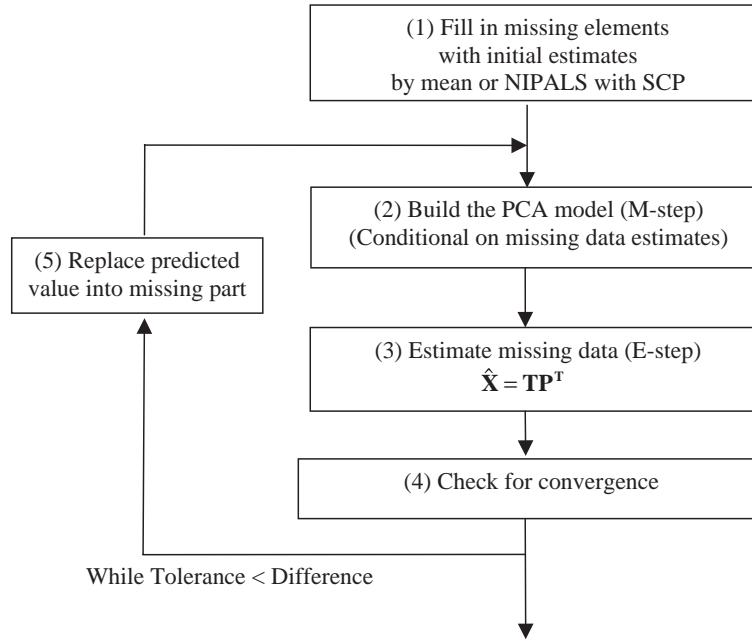 (1) Fill in missing elements
with initial estimates
by mean or NIPALS with SCP
(2) Build the PCA model (M-step)
(Conditional on missing data estimates)
(5) Replace predicted
value into missing part
(3) Estimate missing data (E-step)
X̂ = TPᵀ
(4) Check for convergence
While Tolerance < Difference